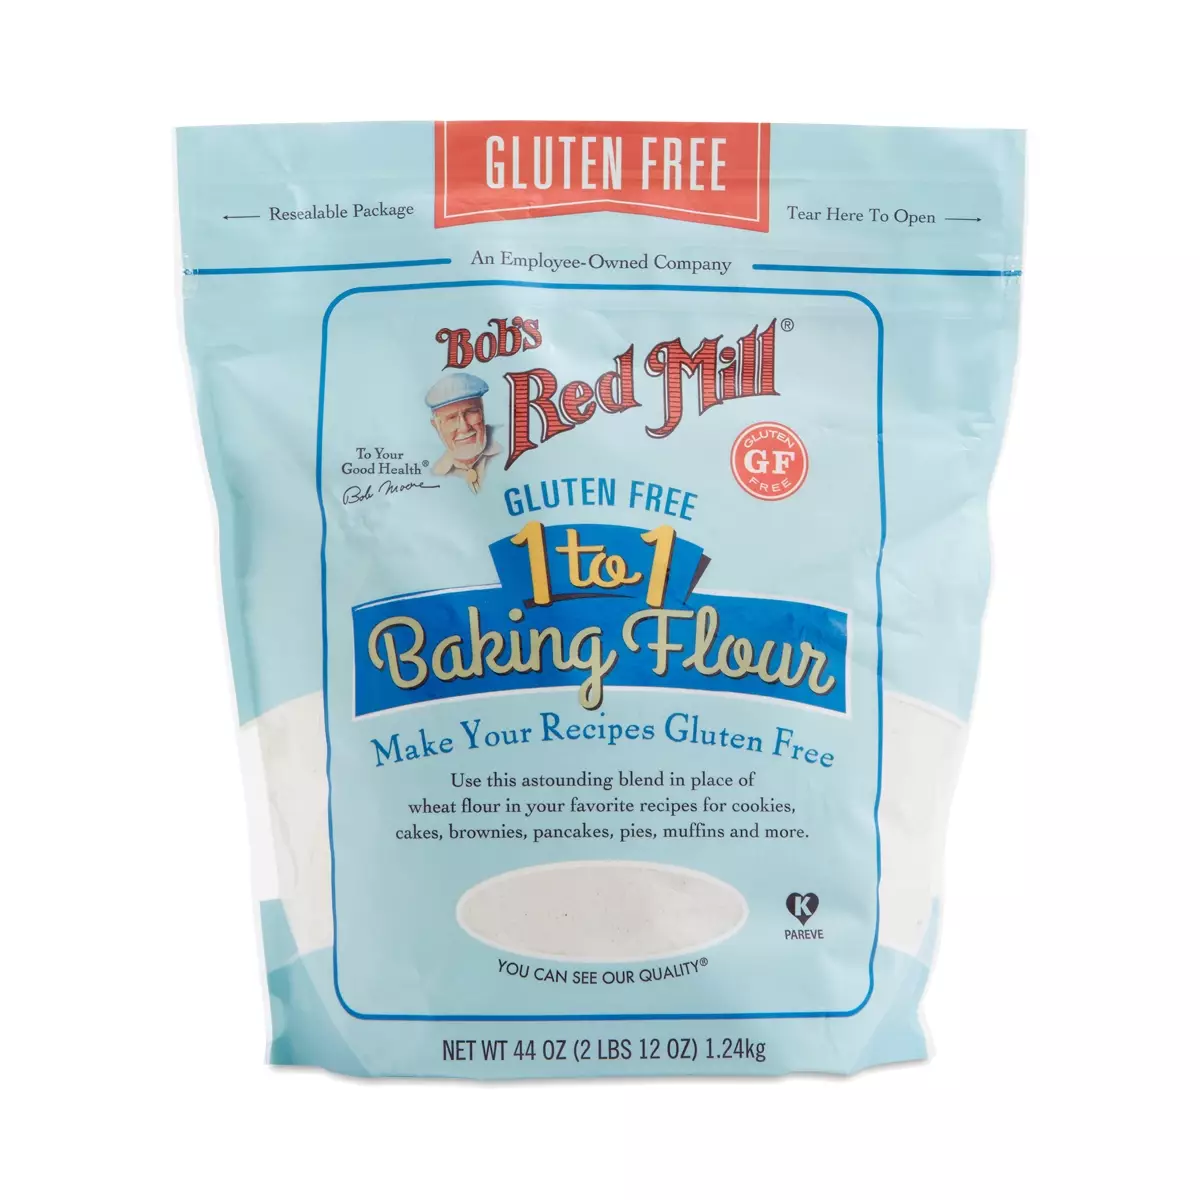 GLUTEN FREE
Resealable Package
Tear Here To Open
An Employee-Owned Company
Bob's
Red Mill®
To Your
Good Health®
Bob Moore
GLUTEN
GF
FREE
GLUTEN FREE
1 to 1
Baking Flour
Make Your Recipes Gluten Free
Use this astounding blend in place of
wheat flour in your favorite recipes for cookies,
cakes, brownies, pancakes, pies, muffins and more.
K
PAREVE
YOU CAN SEE OUR QUALITY®
NET WT 44 OZ (2 LBS 12 OZ) 1.24kg